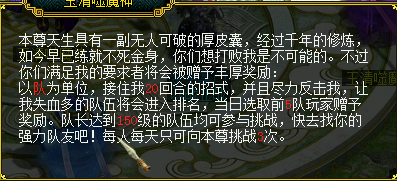 玉清噬魔神
本尊天生具有一副无人可破的厚皮囊，经过千年的修炼，
如今早已练就不死金身，你们想打败我是不可能的。不过
你们满足我的要求者将会被赠予丰厚奖励：
以队为单位，接住我20回合的招式，并且尽力反击我，让
我失血多的队伍将会进入排名，当日选取前5队玩家赠予
奖励。队长达到150级的队伍均可参与挑战，快去找你的
强力队友吧！每人每天只可向本尊挑战3次。
玉清噬